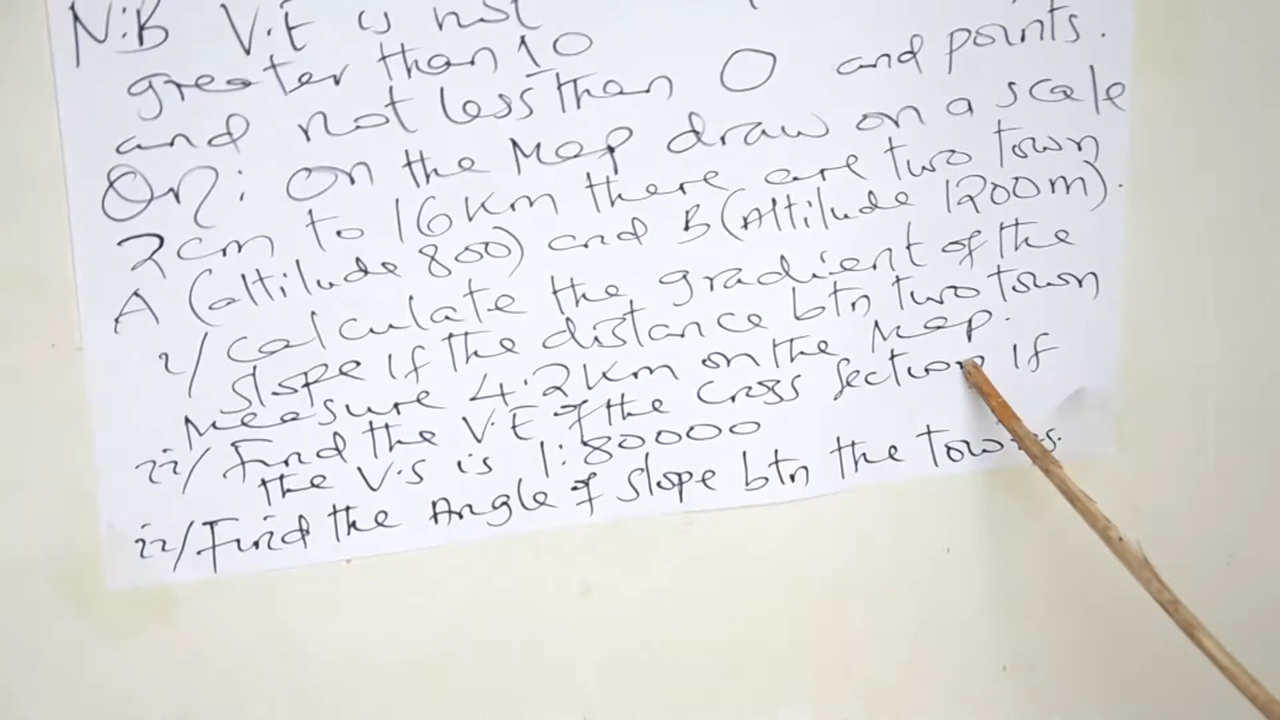 N:B V.E is not
greater than 10
and not less than 0 and points.
Qn: On the Map draw on a scale
2cm to 16km there are two town
A (altitude 800) and B (Altitude 1200m).
i/ Calculate the gradient of the
slope if the distance btn two town
Measure 4.2km on the Map.
ii/ Find the V.E of the Cross Section If
the V.S is 1:80000
ii/ Find the Angle of slope btn the towns.